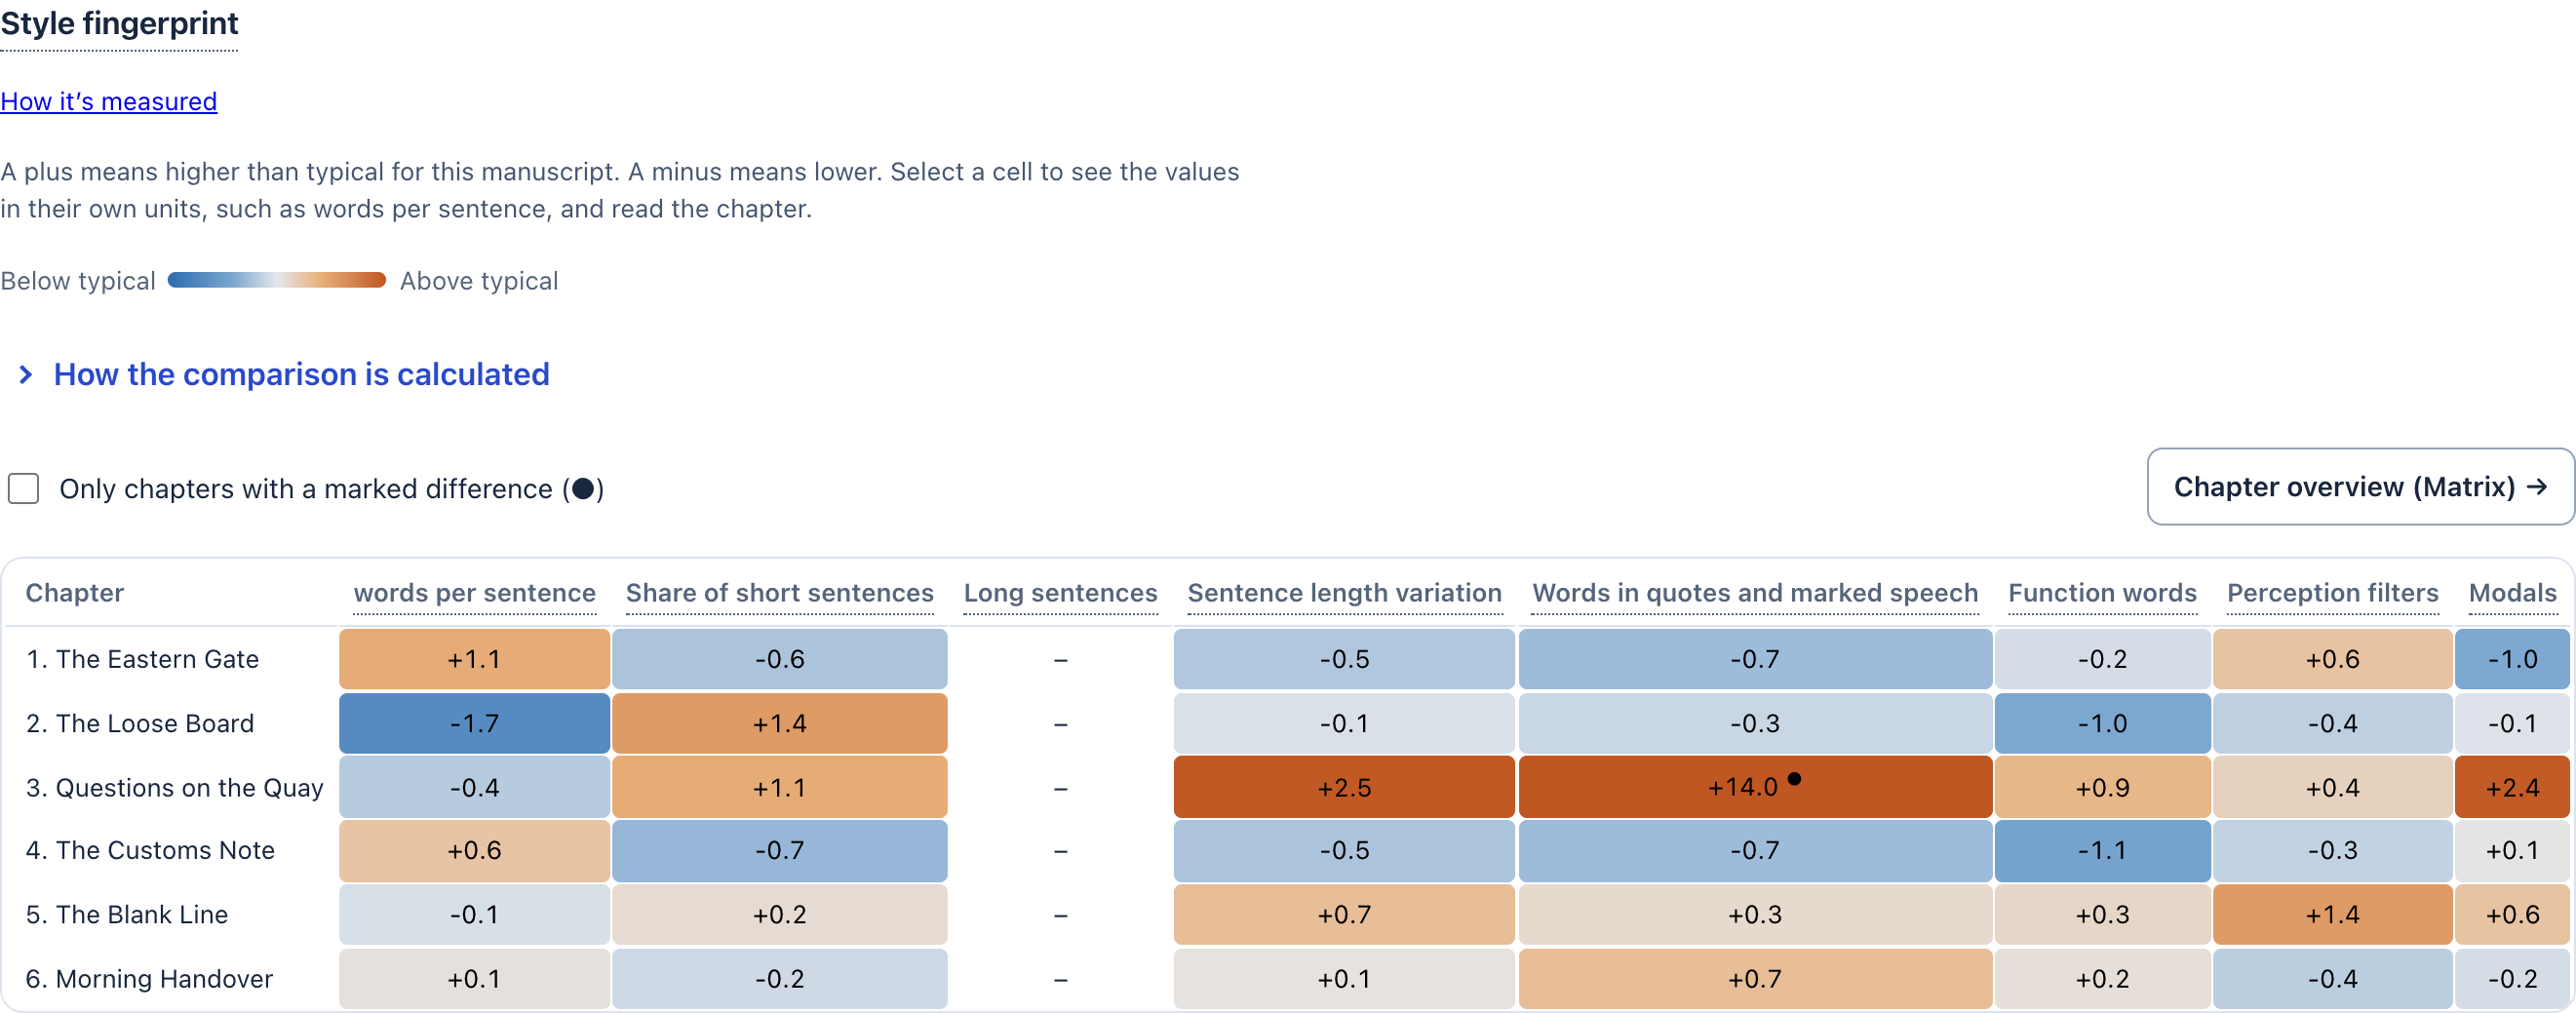 Style fingerprint
How it’s measured
A plus means higher than typical for this manuscript. A minus means lower. Select a cell to see the values
in their own units, such as words per sentence, and read the chapter.
Below typical Above typical
How the comparison is calculated
Only chapters with a marked difference (●)
Chapter overview (Matrix) →
Chapter words per sentence Share of short sentences Long sentences Sentence length variation Words in quotes and marked speech Function words Perception filters Modals
1. The Eastern Gate +1.1 -0.6 – -0.5 -0.7 -0.2 +0.6 -1.0
2. The Loose Board -1.7 +1.4 – -0.1 -0.3 -1.0 -0.4 -0.1
3. Questions on the Quay -0.4 +1.1 – +2.5 +14.0 ● +0.9 +0.4 +2.4
4. The Customs Note +0.6 -0.7 – -0.5 -0.7 -1.1 -0.3 +0.1
5. The Blank Line -0.1 +0.2 – +0.7 +0.3 +0.3 +1.4 +0.6
6. Morning Handover +0.1 -0.2 – +0.1 +0.7 +0.2 -0.4 -0.2